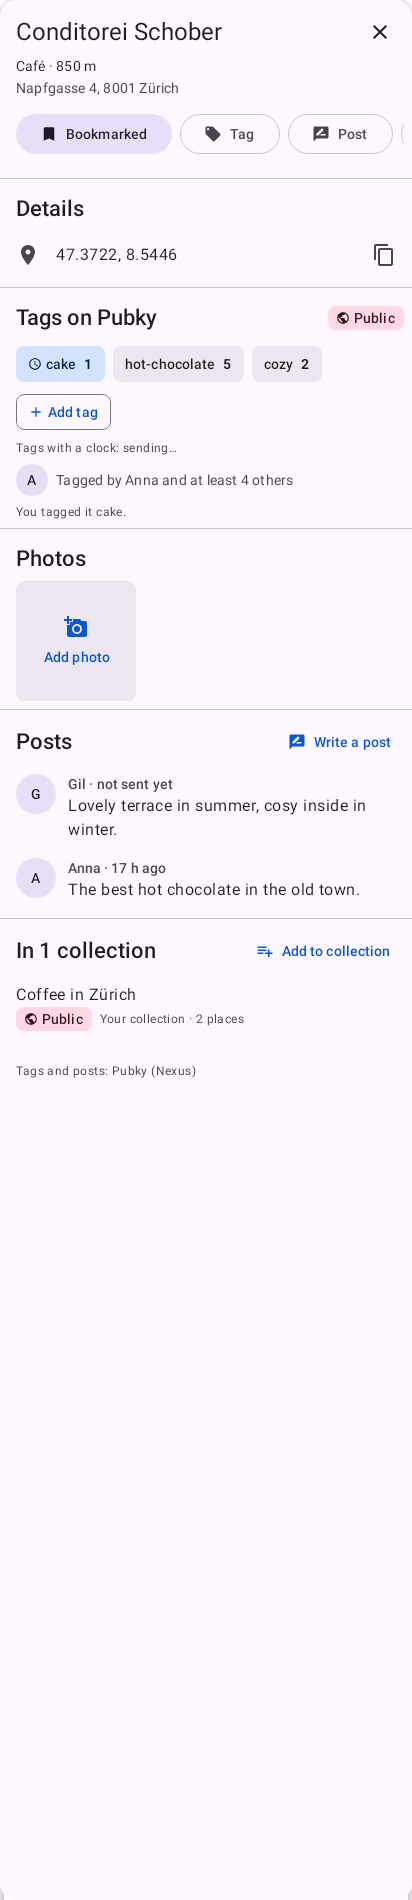 Conditorei Schober
Café · 850 m
Napfgasse 4, 8001 Zürich
Bookmarked
Tag
Post
Details
47.3722, 8.5446
Tags on Pubky
Public
cake 1
hot-chocolate 5
cozy 2
Add tag
Tags with a clock: sending…
A
Tagged by Anna and at least 4 others
You tagged it cake.
Photos
Add photo
Posts
Write a post
G
Gil · not sent yet
Lovely terrace in summer, cosy inside in
winter.
A
Anna · 17 h ago
The best hot chocolate in the old town.
In 1 collection
Add to collection
Coffee in Zürich
Public
Your collection · 2 places
Tags and posts: Pubky (Nexus)